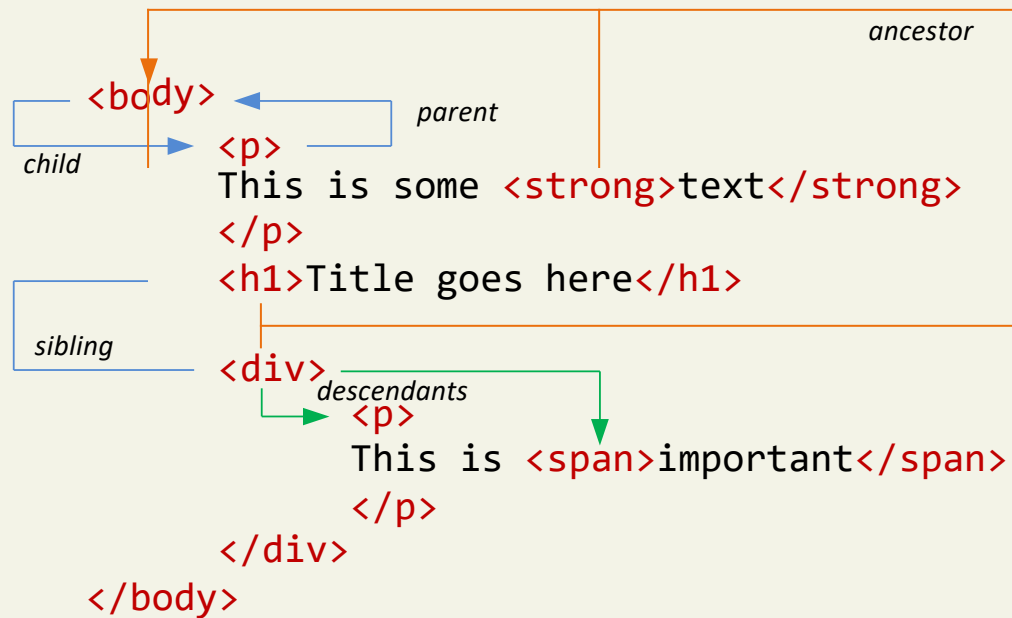 ancestor
<body>
parent
<p>
child
This is some <strong>text</strong>
</p>
<h1>Title goes here</h1>
sibling
<div>
descendants
<p>
This is <span>important</span>
</p>
</div>
</body>